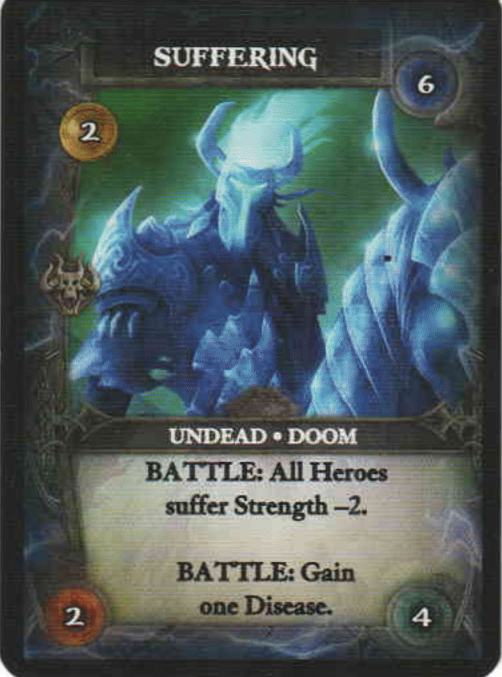 SUFFERING
6
2
UNDEAD • DOOM
BATTLE: All Heroes
suffer Strength –2.
BATTLE: Gain
one Disease.
2
4